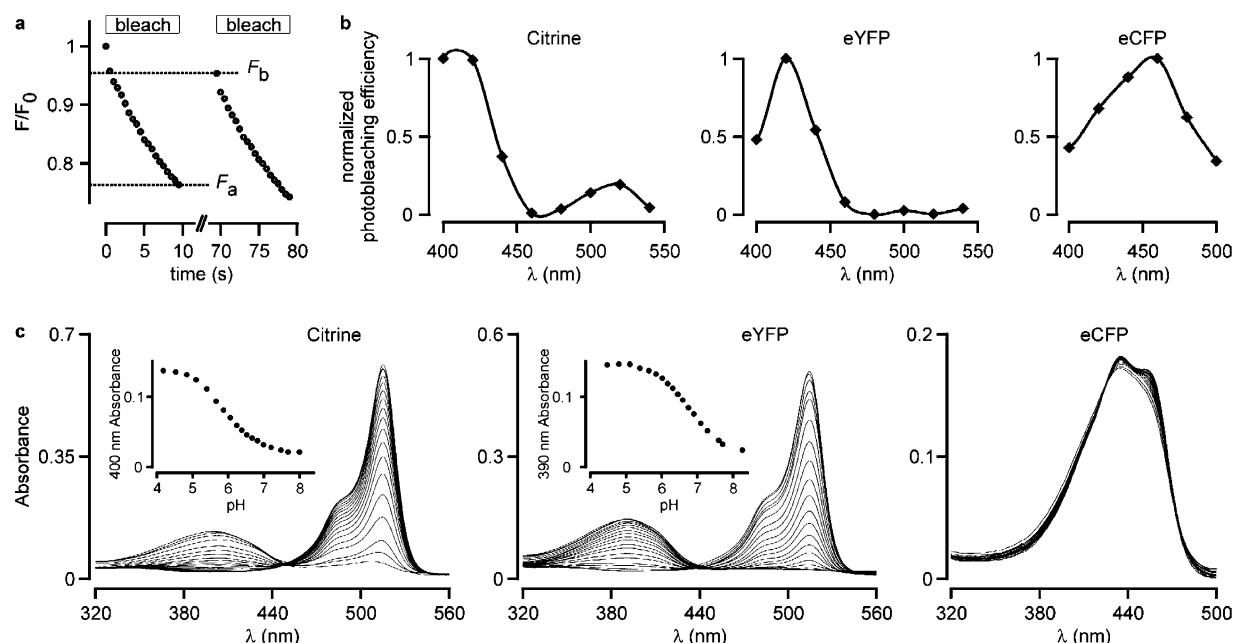 a
bleach
bleach
1
0.9
0.8
F/F0
Fb
Fa
0
5
10
70
75
80
time (s)
b
Citrine
eYFP
eCFP
normalized
photobleaching efficiency
1
0.5
0
400
450
500
550
λ (nm)
1
0.5
0
400
450
500
550
λ (nm)
1
0.5
0
400
450
500
λ (nm)
c
Citrine
0.7
0.35
0
Absorbance
400 nm Absorbance
0.1
0
4
5
6
7
8
pH
320
380
440
500
560
λ (nm)
eYFP
0.6
0.3
0
390 nm Absorbance
0.1
0
4
5
6
7
8
pH
320
380
440
500
560
λ (nm)
eCFP
0.2
0.1
0
320
380
440
500
λ (nm)